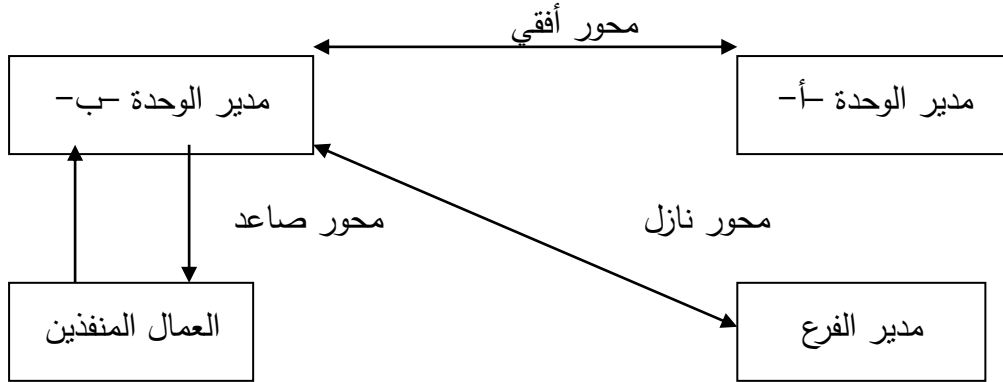 محور أفقي
مدير الوحدة –أ-
مدير الوحدة –ب-
محور نازل
محور صاعد
مدير الفرع
العمال المنفذين